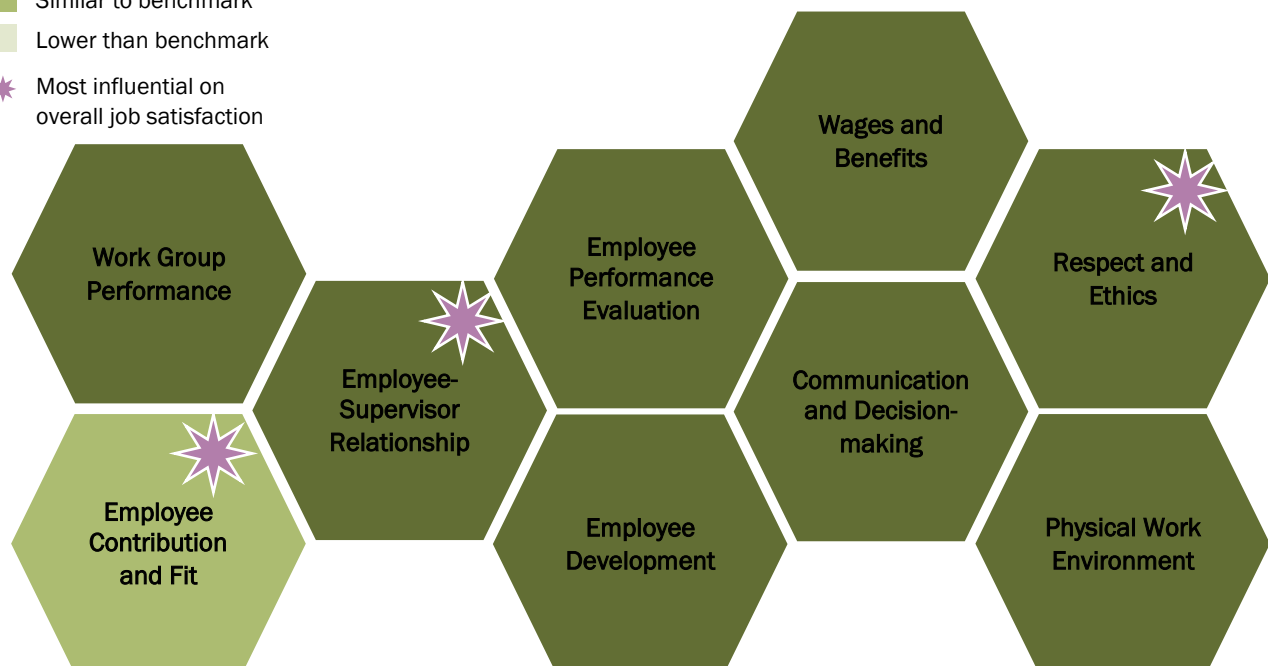 Similar to benchmark
Lower than benchmark
Most influential on
overall job satisfaction
Wages and
Benefits
Work Group
Performance
Employee
Performance
Evaluation
Respect and
Ethics
Employee-
Supervisor
Relationship
Communication
and Decision-
making
Employee
Contribution
and Fit
Employee
Development
Physical Work
Environment